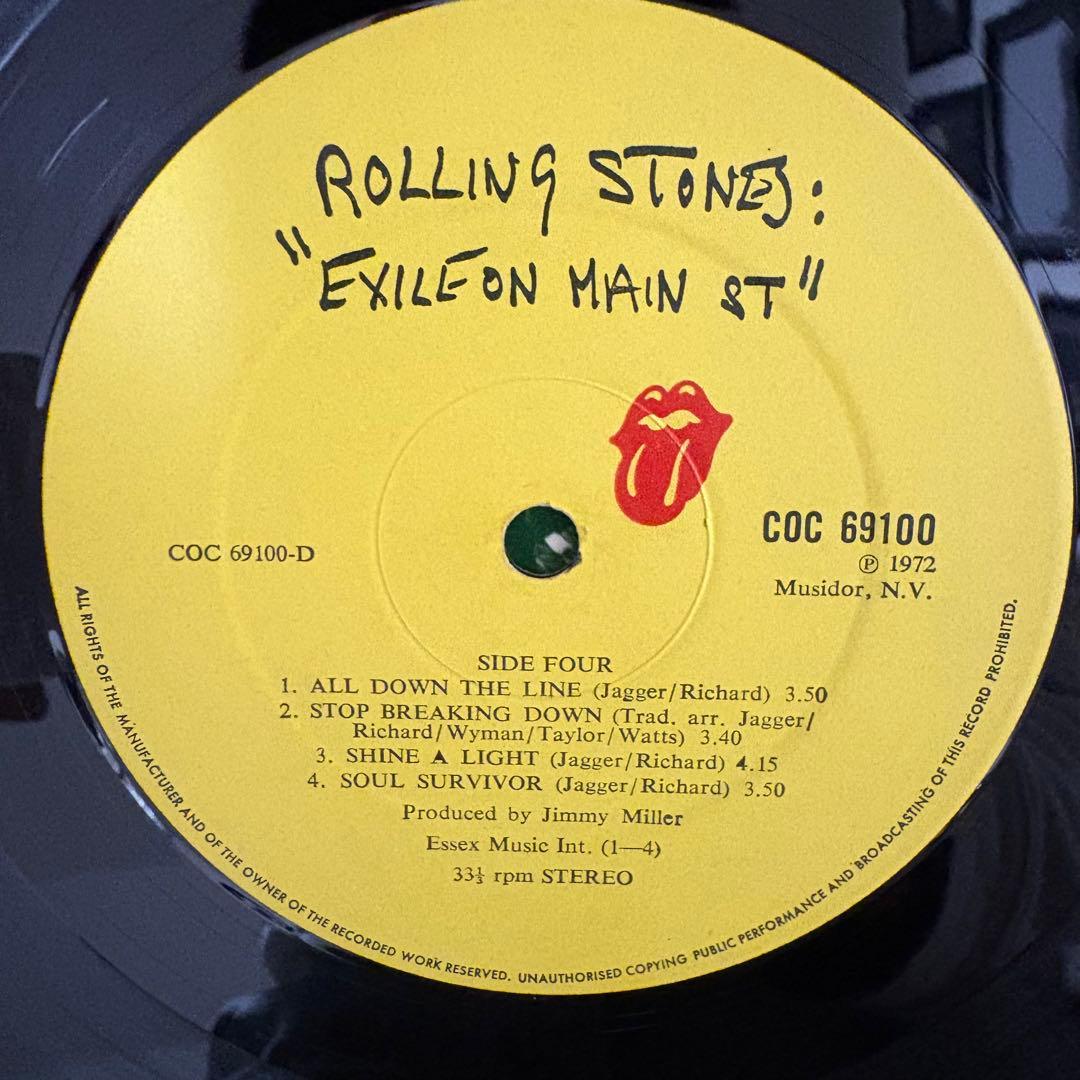 ROLLING STONES:
"EXILE ON MAIN ST"
COC 69100-D
COC 69100
Ⓟ 1972
Musidor, N.V.
SIDE FOUR
1. ALL DOWN THE LINE (Jagger/Richard) 3.50
2. STOP BREAKING DOWN (Trad. arr. Jagger/
Richard/Wyman/Taylor/Watts) 3.40
3. SHINE A LIGHT (Jagger/Richard) 4.15
4. SOUL SURVIVOR (Jagger/Richard) 3.50
Produced by Jimmy Miller
Essex Music Int. (1—4)
33⅓ rpm STEREO
ALL RIGHTS OF THE MANUFACTURER AND OF THE OWNER OF THE RECORDED WORK RESERVED. UNAUTHORISED COPYING PUBLIC PERFORMANCE AND BROADCASTING OF THIS RECORD PROHIBITED.